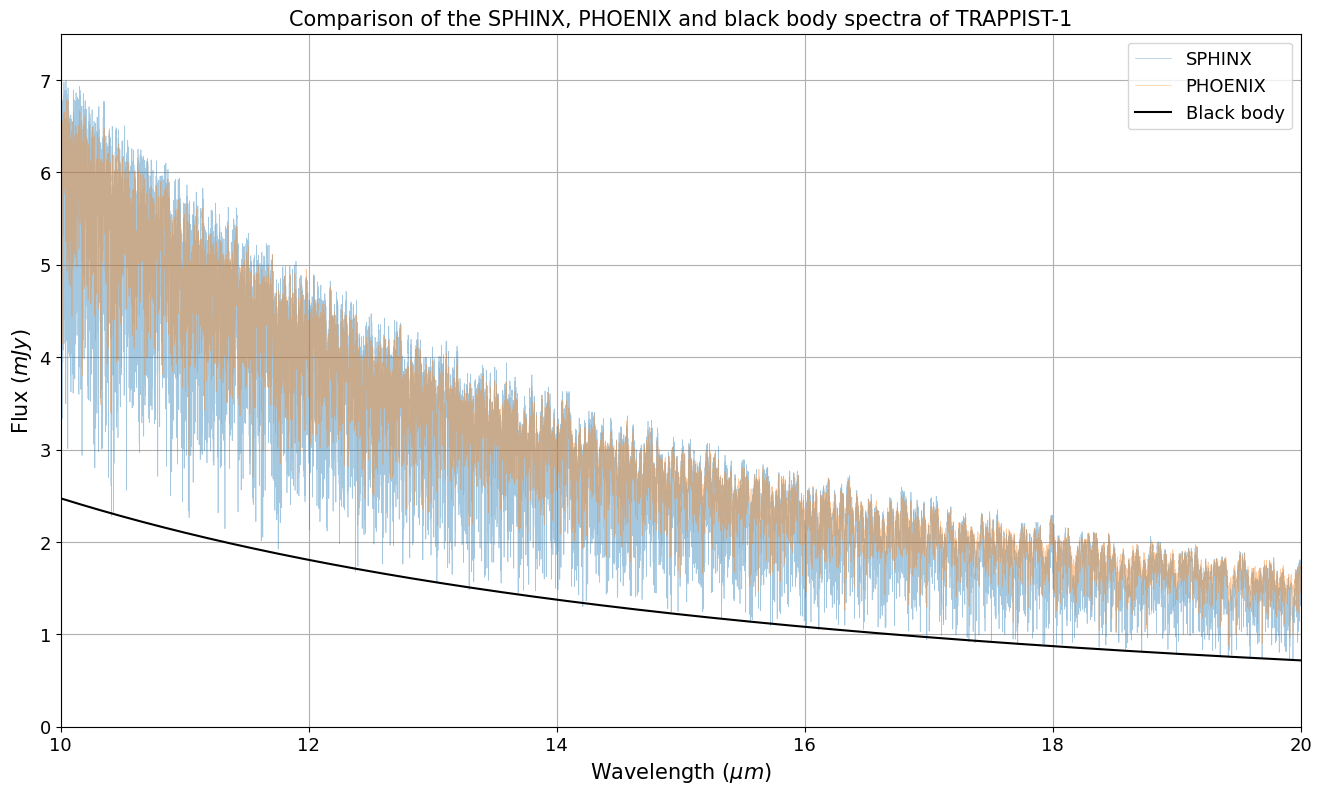 Comparison of the SPHINX, PHOENIX and black body spectra of TRAPPIST-1
SPHINX
PHOENIX
Black body
7
6
5
4
3
2
1
0
Flux (mJy)
10 12 14 16 18 20
Wavelength (μm)